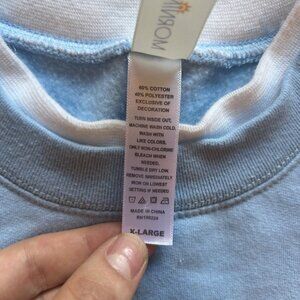 60% COTTON
40% POLYESTER
EXCLUSIVE OF
DECORATION
TURN INSIDE OUT,
MACHINE WASH COLD,
WASH WITH
LIKE COLORS,
ONLY NON-CHLORINE
BLEACH WHEN
NEEDED,
TUMBLE DRY LOW.
REMOVE IMMEDIATELY
IRON ON LOWEST
SETTING IF NEEDED
MADE IN CHINA
X-LARGE